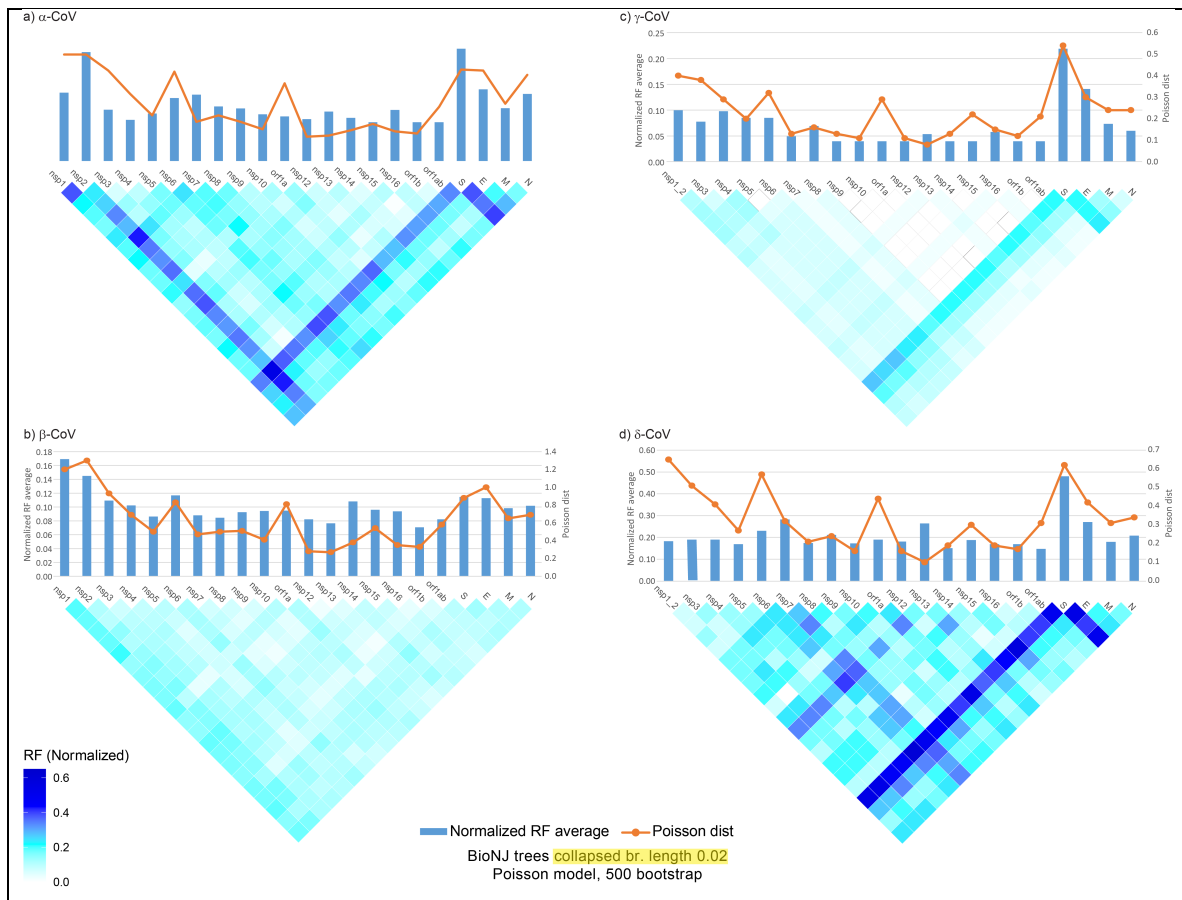 a) α-CoV
nsp1
nsp2
nsp3
nsp4
nsp5
nsp6
nsp7
nsp8
nsp9
nsp10
orf1a
nsp12
nsp13
nsp14
nsp15
nsp16
orf1b
orf1ab
S
E
M
N
c) γ-CoV
Normalized RF average
0.25
0.20
0.15
0.10
0.05
0.00
0.6
0.5
0.4
0.3
0.2
0.1
0.0
Poisson dist
nsp1_2
nsp3
nsp4
nsp5
nsp6
nsp7
nsp8
nsp9
nsp10
orf1a
nsp12
nsp13
nsp14
nsp15
nsp16
orf1b
orf1ab
S
E
M
N
b) β-CoV
Normalized RF average
0.18
0.16
0.14
0.12
0.10
0.08
0.06
0.04
0.02
0.00
1.4
1.2
1.0
0.8
0.6
0.4
0.2
0.0
Poisson dist
nsp1
nsp2
nsp3
nsp4
nsp5
nsp6
nsp7
nsp8
nsp9
nsp10
orf1a
nsp12
nsp13
nsp14
nsp15
nsp16
orf1b
orf1ab
S
E
M
N
d) δ-CoV
Normalized RF average
0.60
0.50
0.40
0.30
0.20
0.10
0.00
0.7
0.6
0.5
0.4
0.3
0.2
0.1
0.0
Poisson dist
nsp1_2
nsp3
nsp4
nsp5
nsp6
nsp7
nsp8
nsp9
nsp10
orf1a
nsp12
nsp13
nsp14
nsp15
nsp16
orf1b
orf1ab
S
E
M
N
RF (Normalized)
0.6
0.4
0.2
0.0
Normalized RF average
Poisson dist
BioNJ trees collapsed br. length 0.02
Poisson model, 500 bootstrap